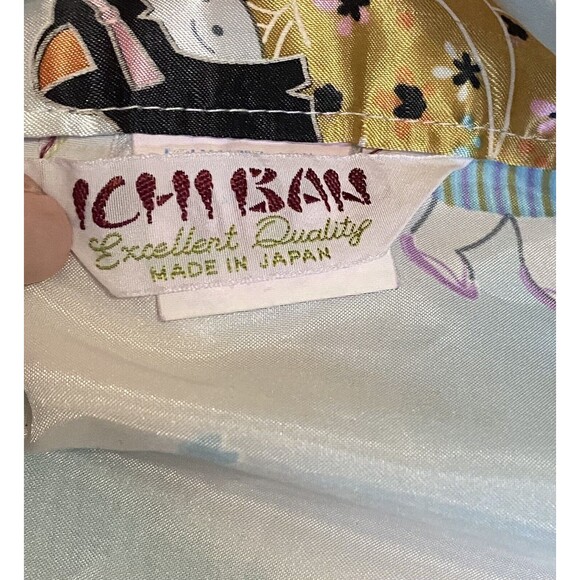 ICHI BAN
Excellent Quality
MADE IN JAPAN